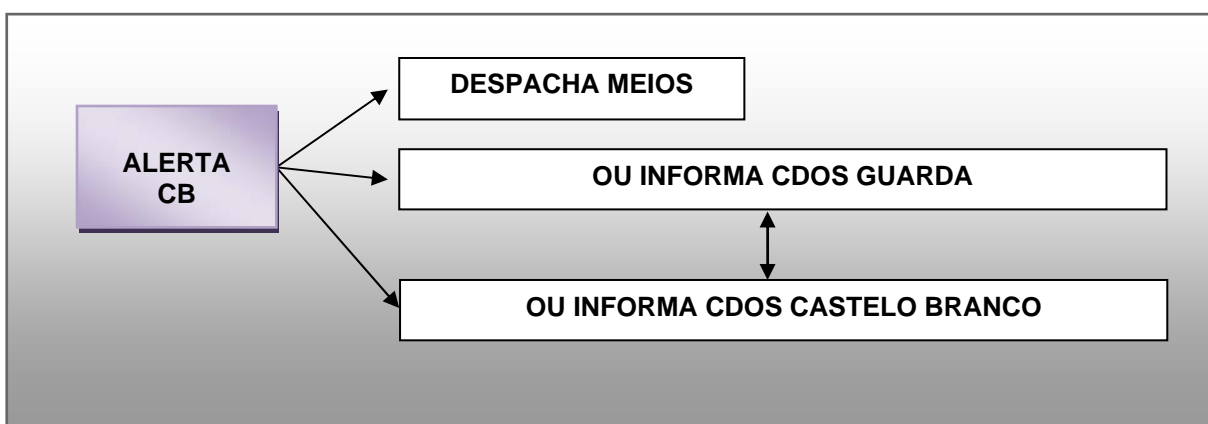 DESPACHA MEIOS
ALERTA
CB
OU INFORMA CDOS GUARDA
OU INFORMA CDOS CASTELO BRANCO